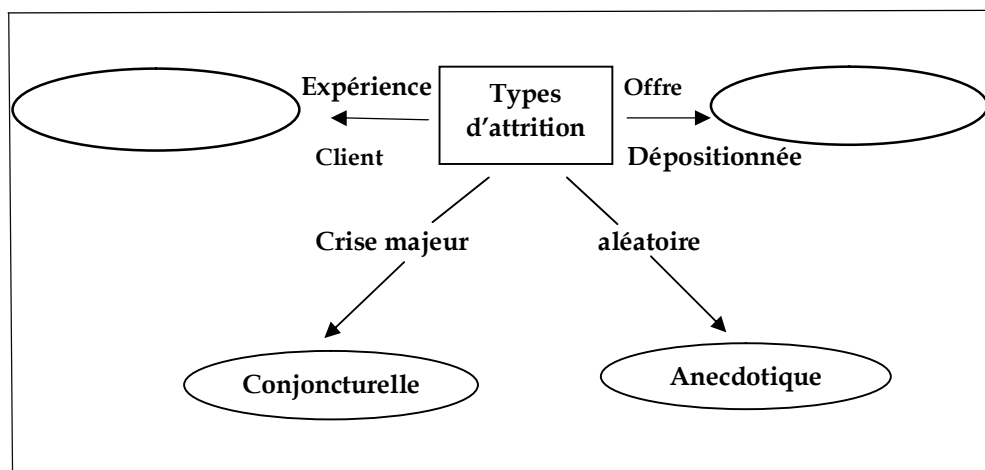 Expérience
Types
d’attrition
Offre
Client
Dépositionnée
Crise majeur
aléatoire
Conjoncturelle
Anecdotique